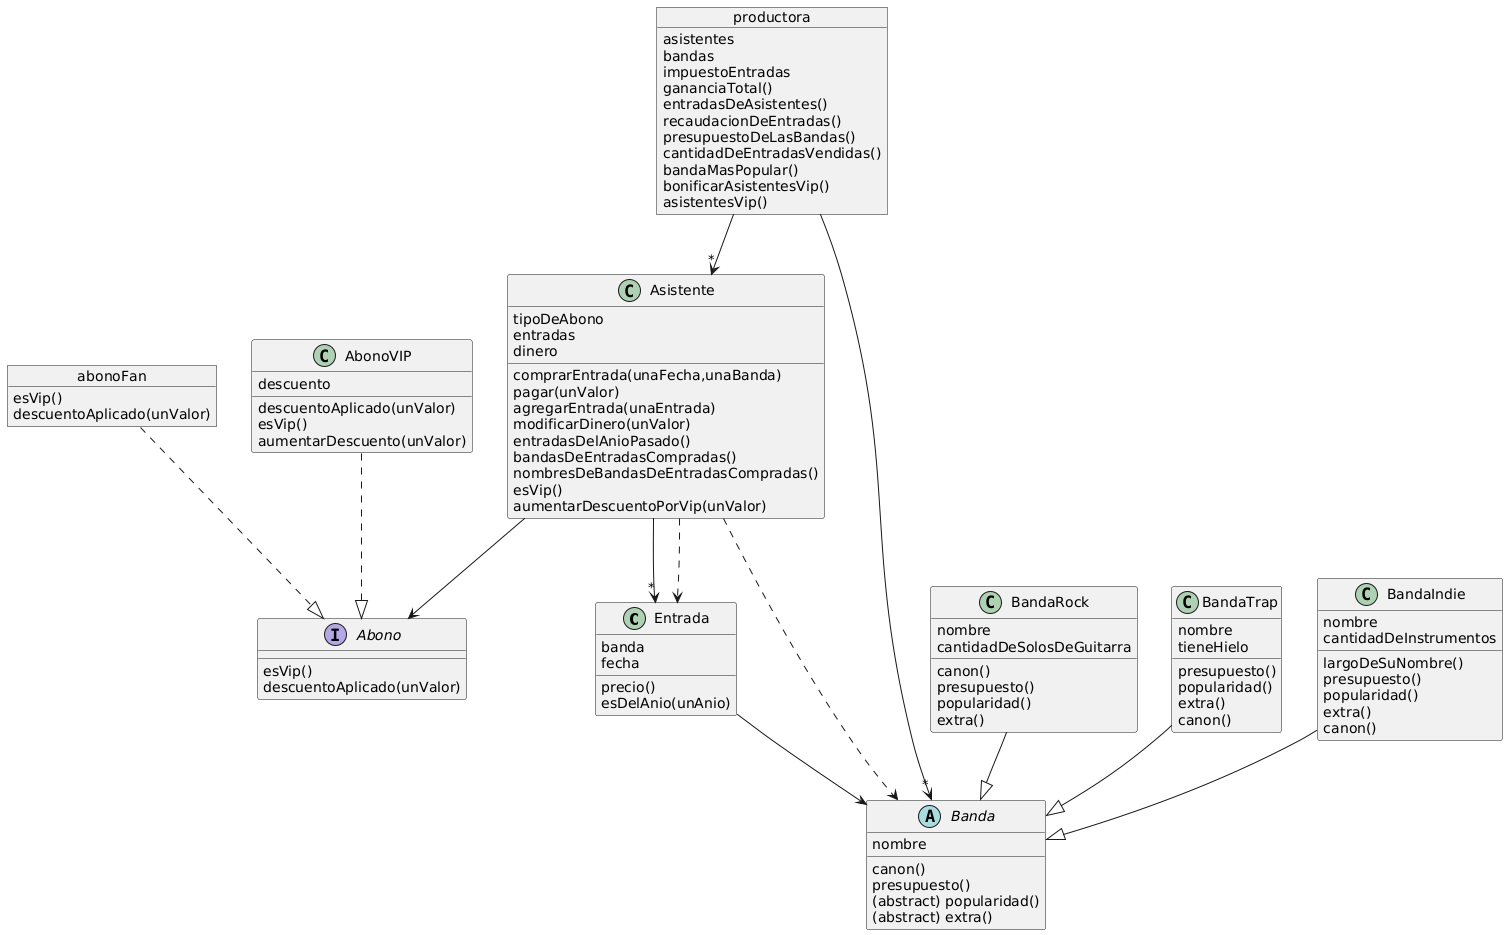 productora
asistentes
bandas
impuestoEntradas
gananciaTotal()
entradasDeAsistentes()
recaudacionDeEntradas()
presupuestoDeLasBandas()
cantidadDeEntradasVendidas()
bandaMasPopular()
bonificarAsistentesVip()
asistentesVip()
*
C Asistente
tipoDeAbono
entradas
dinero
comprarEntrada(unaFecha,unaBanda)
pagar(unValor)
agregarEntrada(unaEntrada)
modificarDinero(unValor)
entradasDelAnioPasado()
bandasDeEntradasCompradas()
nombresDeBandasDeEntradasCompradas()
esVip()
aumentarDescuentoPorVip(unValor)
abonoFan
esVip()
descuentoAplicado(unValor)
C AbonoVIP
descuento
descuentoAplicado(unValor)
esVip()
aumentarDescuento(unValor)
I Abono
esVip()
descuentoAplicado(unValor)
*
C Entrada
banda
fecha
precio()
esDelAnio(unAnio)
C BandaRock
nombre
cantidadDeSolosDeGuitarra
canon()
presupuesto()
popularidad()
extra()
C BandaTrap
nombre
tieneHielo
presupuesto()
popularidad()
extra()
canon()
C BandaIndie
nombre
cantidadDeInstrumentos
largoDeSuNombre()
presupuesto()
popularidad()
extra()
canon()
*
A Banda
nombre
canon()
presupuesto()
(abstract) popularidad()
(abstract) extra()